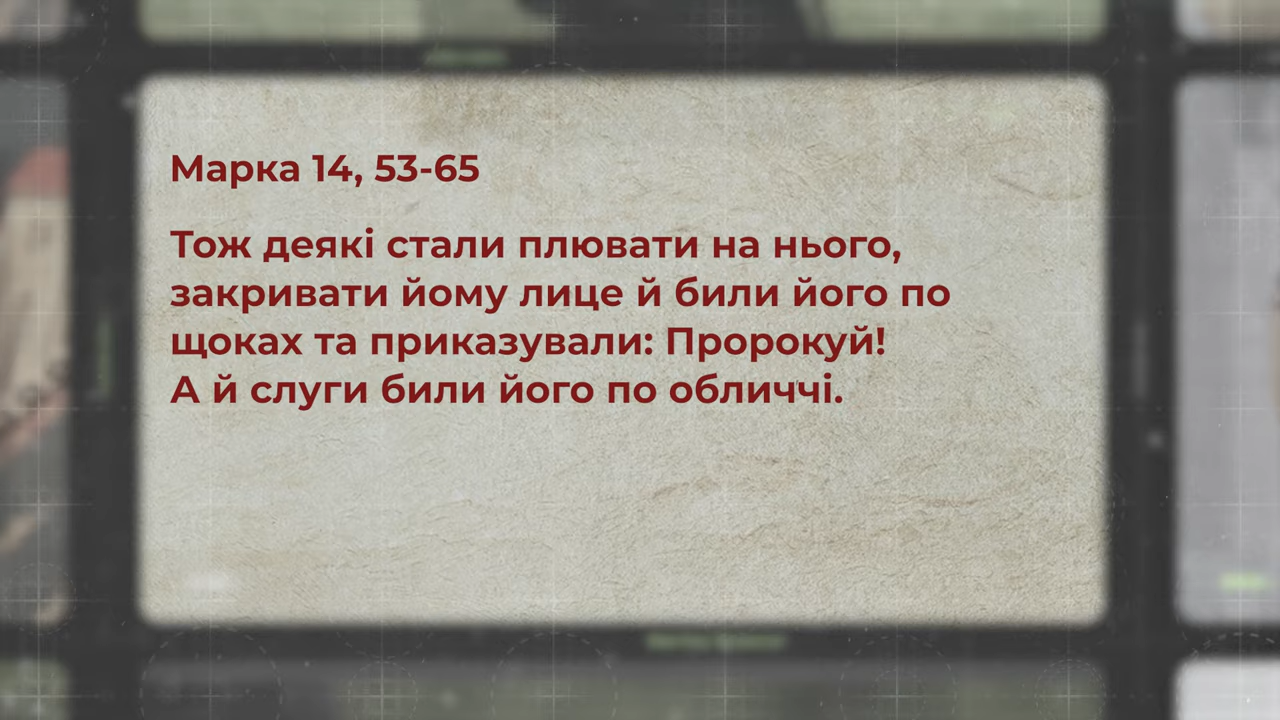 Марка 14, 53-65
Тож деякі стали плювати на нього,
закривати йому лице й били його по
щоках та приказували: Пророкуй!
А й слуги били його по обличчі.